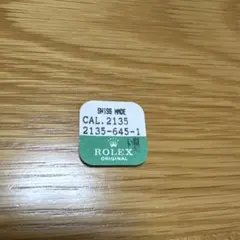 SWISS MADE
CAL. 2135
2135-645-1
ROLEX
ORIGINAL